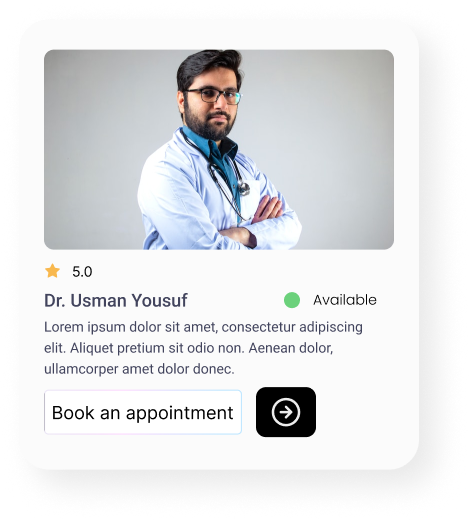 5.0
Dr. Usman Yousuf
Available
Lorem ipsum dolor sit amet, consectetur adipiscing
elit. Aliquet pretium sit odio non. Aenean dolor,
ullamcorper amet dolor donec.
Book an appointment